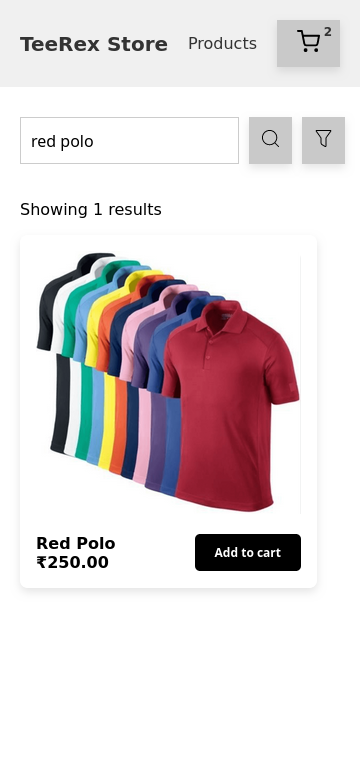 TeeRex Store
Products
2
red polo
Showing 1 results
Red Polo
₹250.00
Add to cart